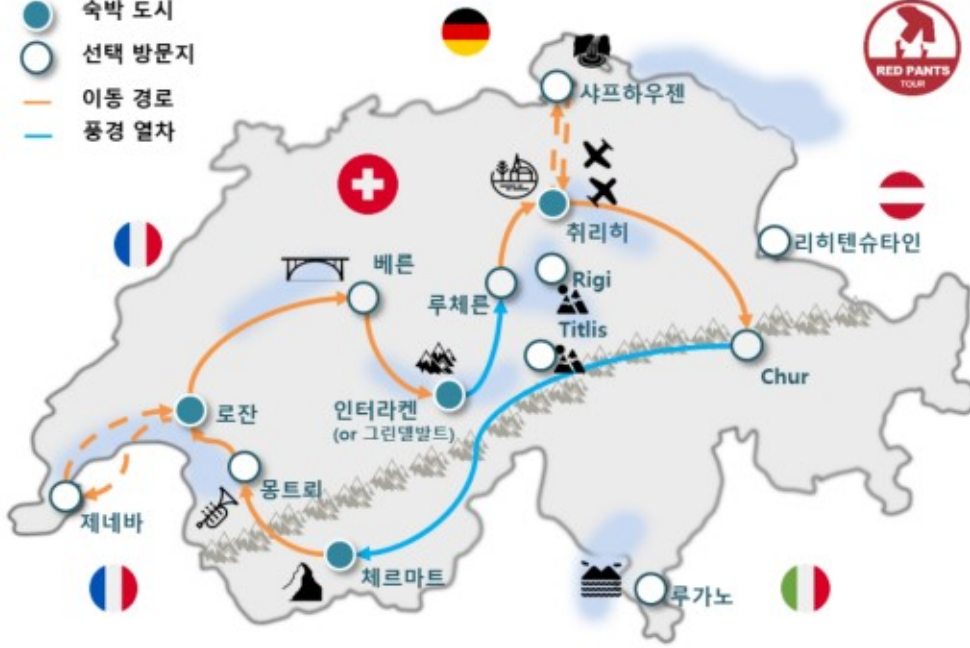 숙박 도시
선택 방문지
이동 경로
풍경 열차
RED PANTS
TOUR
샤프하우젠
취리히
리히텐슈타인
베른
루체른
Rigi
Titlis
Chur
인터라켄
(or 그린델발트)
로잔
몽트뢰
제네바
체르마트
루가노